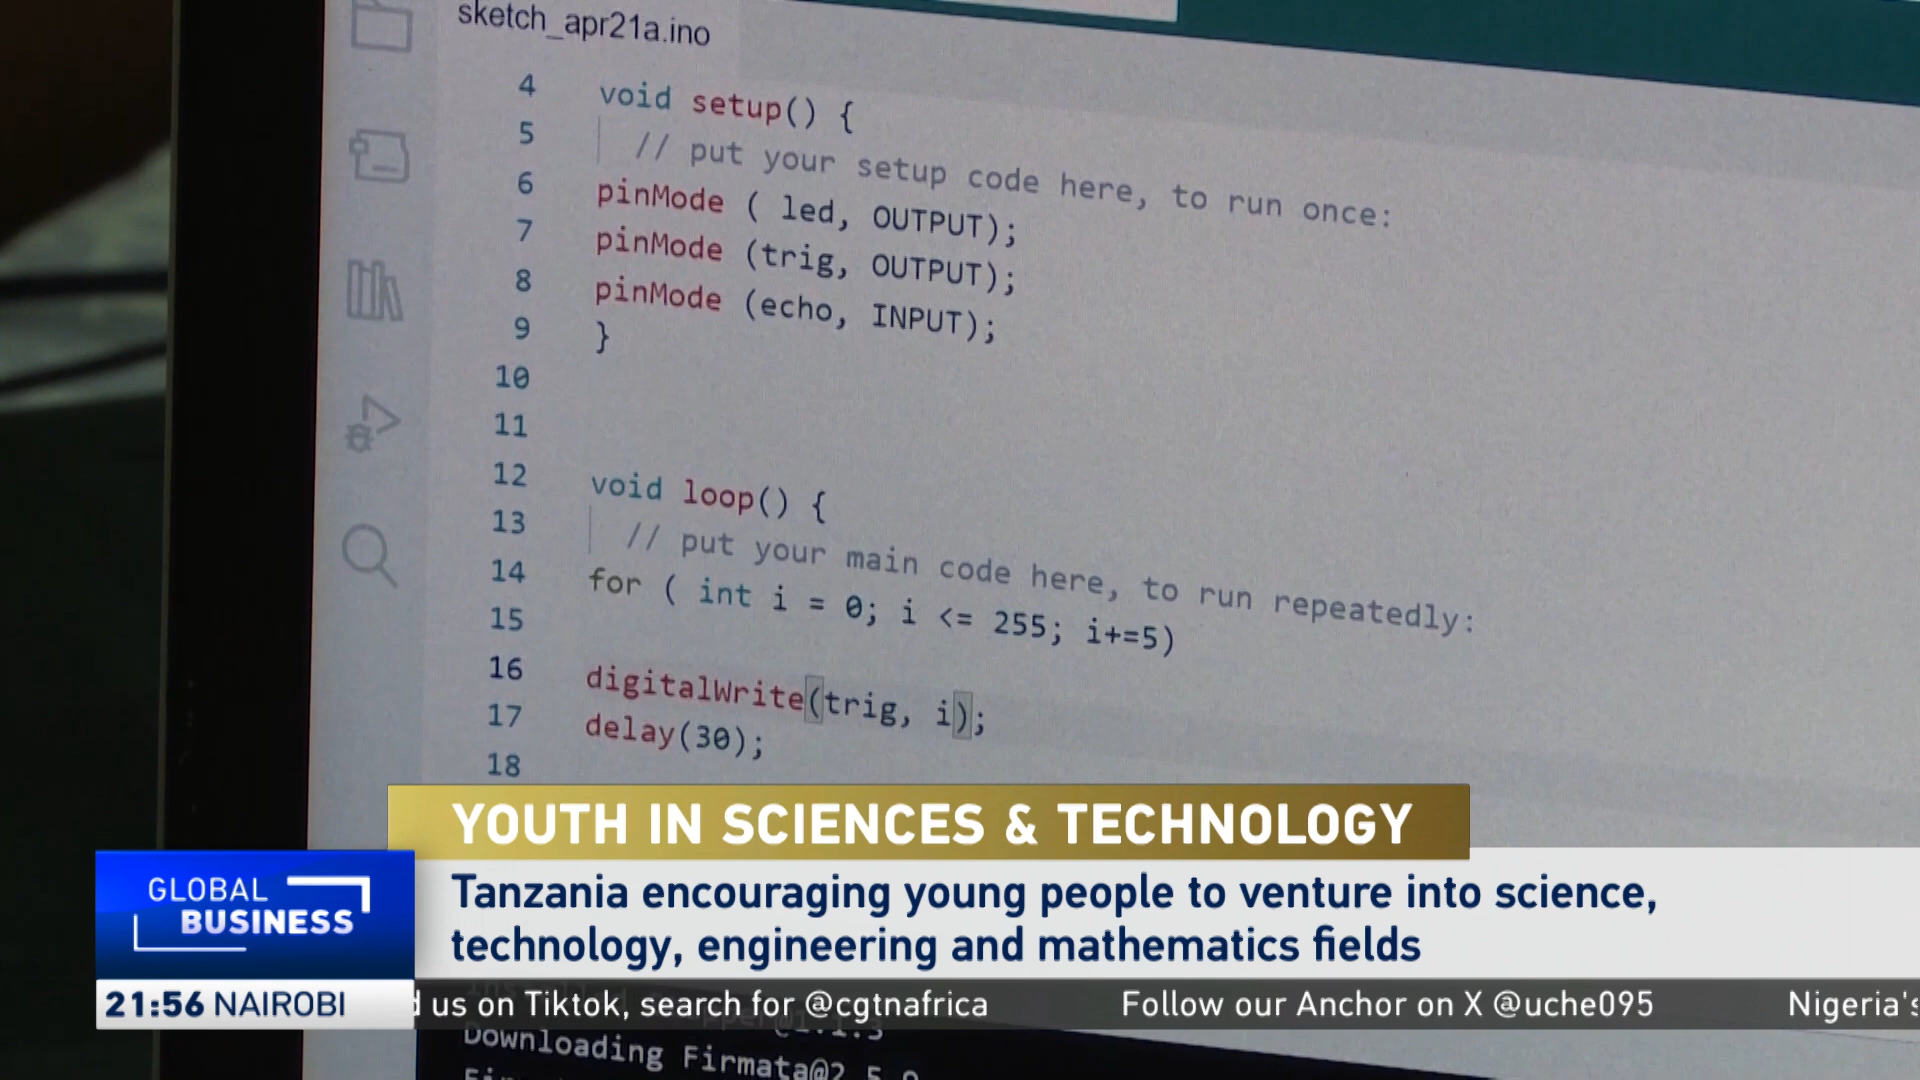 sketch_apr21a.ino
4 void setup() {
5 // put your setup code here, to run once:
6 pinMode ( led, OUTPUT);
7 pinMode (trig, OUTPUT);
8 pinMode (echo, INPUT);
9 }
10
11
12 void loop() {
13 // put your main code here, to run repeatedly:
14 for ( int i = 0; i <= 255; i+=5)
15
16 digitalWrite(trig, i);
17 delay(30);
18
YOUTH IN SCIENCES & TECHNOLOGY
GLOBAL
BUSINESS
Tanzania encouraging young people to venture into science,
technology, engineering and mathematics fields
21:56 NAIROBI
us on Tiktok, search for @cgtnafrica Follow our Anchor on X @uche095 Nigeria's
Downloading Firmata@2.5.9